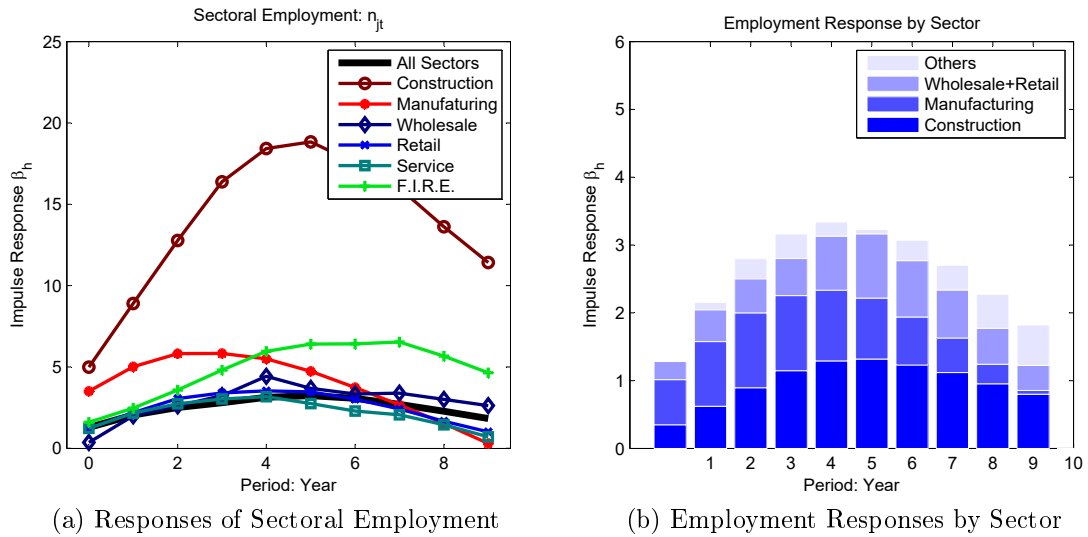 Sectoral Employment: n_jt
Impulse Response β_h
25
20
15
10
5
0
All Sectors
Construction
Manufaturing
Wholesale
Retail
Service
F.I.R.E.
0 2 4 6 8
Period: Year
(a) Responses of Sectoral Employment
Employment Response by Sector
Impulse Response β_h
6
5
4
3
2
1
0
Others
Wholesale+Retail
Manufacturing
Construction
1 2 3 4 5 6 7 8 9 10
Period: Year
(b) Employment Responses by Sector